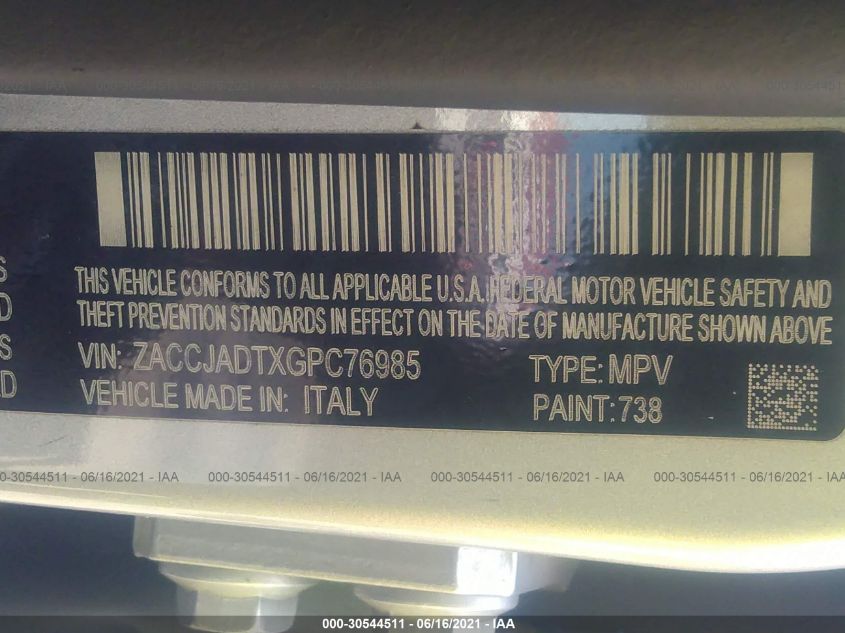 THIS VEHICLE CONFORMS TO ALL APPLICABLE U.S.A. FEDERAL MOTOR VEHICLE SAFETY AND
THEFT PREVENTION STANDARDS IN EFFECT ON THE DATE OF MANUFACTURE SHOWN ABOVE
VIN: ZACCJADTXGPC76985 TYPE: MPV
VEHICLE MADE IN: ITALY PAINT: 738
000-30544511 - 06/16/2021 - IAA 000-30544511 - 06/16/2021 - IAA 000-30544511 - 06/16/2021 - IAA 000-30544511 - 06/16/2021 - IAA
000-30544511 - 06/16/2021 - IAA